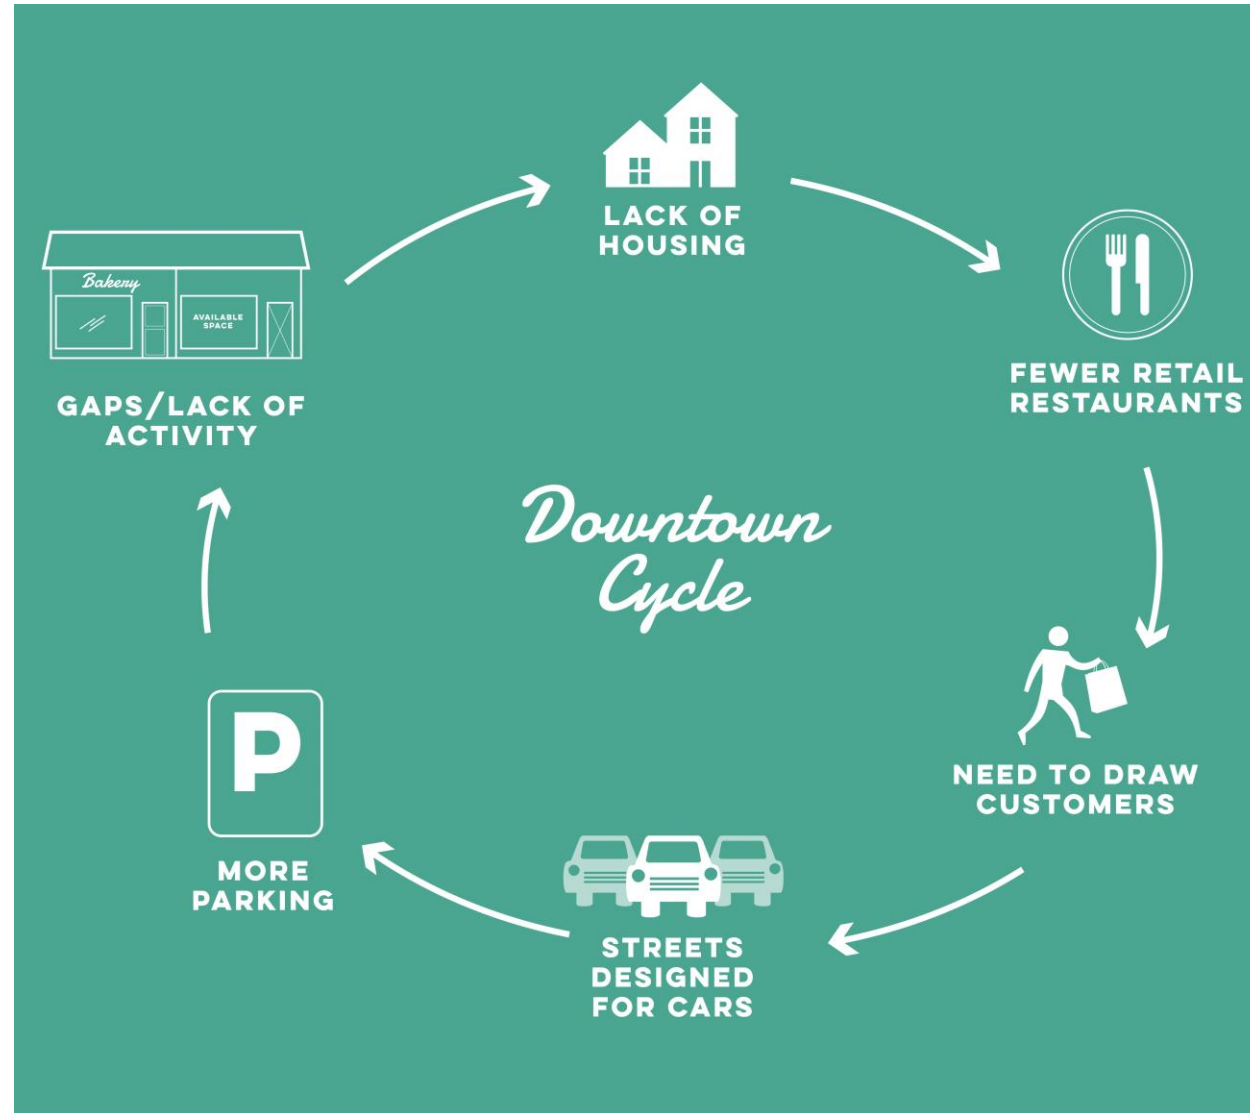 LACK OF
HOUSING
FEWER RETAIL
RESTAURANTS
NEED TO DRAW
CUSTOMERS
STREETS
DESIGNED
FOR CARS
P
MORE
PARKING
Bakery
AVAILABLE
SPACE
GAPS/LACK OF
ACTIVITY
Downtown
Cycle